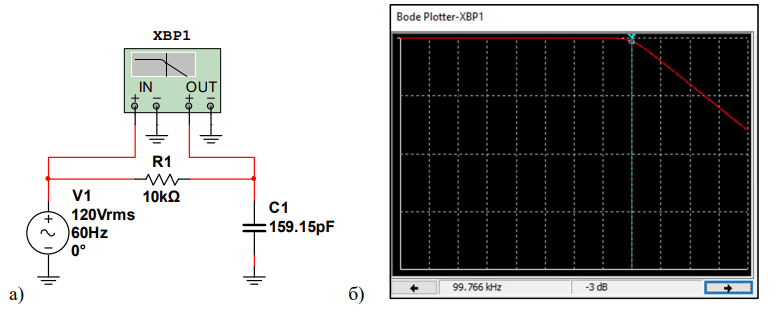 XBP1
IN OUT
R1
10kΩ
V1
120Vrms
60Hz
0°
C1
159.15pF
а)
Bode Plotter-XBP1
99.766 kHz
-3 dB
б)